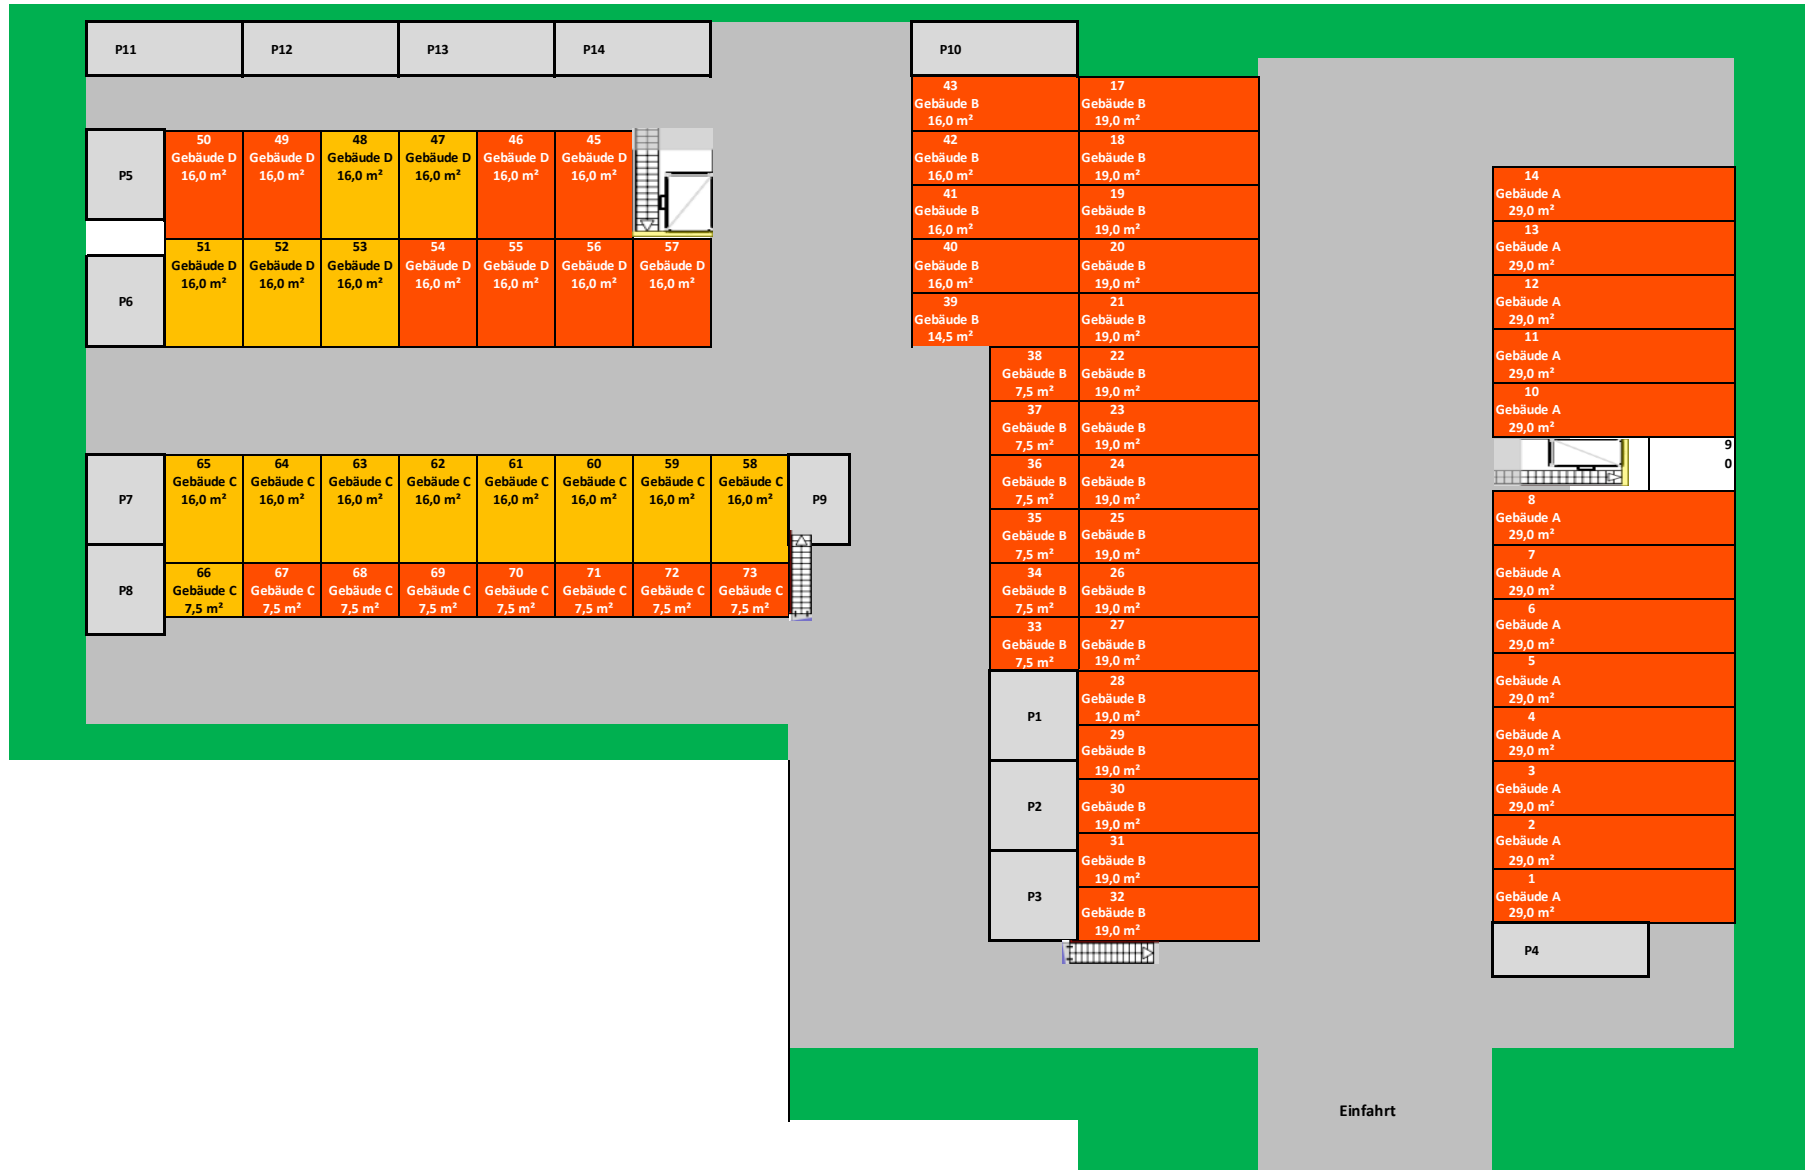 P11
P12
P13
P14
P10
P5
50
Gebäude D
16,0 m²
49
Gebäude D
16,0 m²
48
Gebäude D
16,0 m²
47
Gebäude D
16,0 m²
46
Gebäude D
16,0 m²
45
Gebäude D
16,0 m²
P6
51
Gebäude D
16,0 m²
52
Gebäude D
16,0 m²
53
Gebäude D
16,0 m²
54
Gebäude D
16,0 m²
55
Gebäude D
16,0 m²
56
Gebäude D
16,0 m²
57
Gebäude D
16,0 m²
P7
65
Gebäude C
16,0 m²
64
Gebäude C
16,0 m²
63
Gebäude C
16,0 m²
62
Gebäude C
16,0 m²
61
Gebäude C
16,0 m²
60
Gebäude C
16,0 m²
59
Gebäude C
16,0 m²
58
Gebäude C
16,0 m²
P9
P8
66
Gebäude C
7,5 m²
67
Gebäude C
7,5 m²
68
Gebäude C
7,5 m²
69
Gebäude C
7,5 m²
70
Gebäude C
7,5 m²
71
Gebäude C
7,5 m²
72
Gebäude C
7,5 m²
73
Gebäude C
7,5 m²
43
Gebäude B
16,0 m²
42
Gebäude B
16,0 m²
41
Gebäude B
16,0 m²
40
Gebäude B
16,0 m²
39
Gebäude B
14,5 m²
38
Gebäude B
7,5 m²
37
Gebäude B
7,5 m²
36
Gebäude B
7,5 m²
35
Gebäude B
7,5 m²
34
Gebäude B
7,5 m²
33
Gebäude B
7,5 m²
P1
P2
P3
17
Gebäude B
19,0 m²
18
Gebäude B
19,0 m²
19
Gebäude B
19,0 m²
20
Gebäude B
19,0 m²
21
Gebäude B
19,0 m²
22
Gebäude B
19,0 m²
23
Gebäude B
19,0 m²
24
Gebäude B
19,0 m²
25
Gebäude B
19,0 m²
26
Gebäude B
19,0 m²
27
Gebäude B
19,0 m²
28
Gebäude B
19,0 m²
29
Gebäude B
19,0 m²
30
Gebäude B
19,0 m²
31
Gebäude B
19,0 m²
32
Gebäude B
19,0 m²
14
Gebäude A
29,0 m²
13
Gebäude A
29,0 m²
12
Gebäude A
29,0 m²
11
Gebäude A
29,0 m²
10
Gebäude A
29,0 m²
9
0
8
Gebäude A
29,0 m²
7
Gebäude A
29,0 m²
6
Gebäude A
29,0 m²
5
Gebäude A
29,0 m²
4
Gebäude A
29,0 m²
3
Gebäude A
29,0 m²
2
Gebäude A
29,0 m²
1
Gebäude A
29,0 m²
P4
Einfahrt